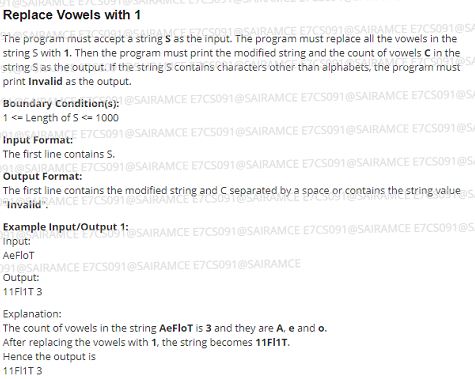 Replace Vowels with 1
The program must accept a string S as the input. The program must replace all the vowels in the
string S with 1. Then the program must print the modified string and the count of vowels C in the
string S as the output. If the string S contains characters other than alphabets, the program must
print Invalid as the output.
Boundary Condition(s):
1 <= Length of S <= 1000
Input Format:
The first line contains S.
Output Format:
The first line contains the modified string and C separated by a space or contains the string value
"Invalid".
Example Input/Output 1:
Input:
AeFloT
Output:
11Fl1T 3
Explanation:
The count of vowels in the string AeFloT is 3 and they are A, e and o.
After replacing the vowels with 1, the string becomes 11Fl1T.
Hence the output is
11Fl1T 3
E7CS091@SAIRAMCE E7CS091@SAIRAMCE